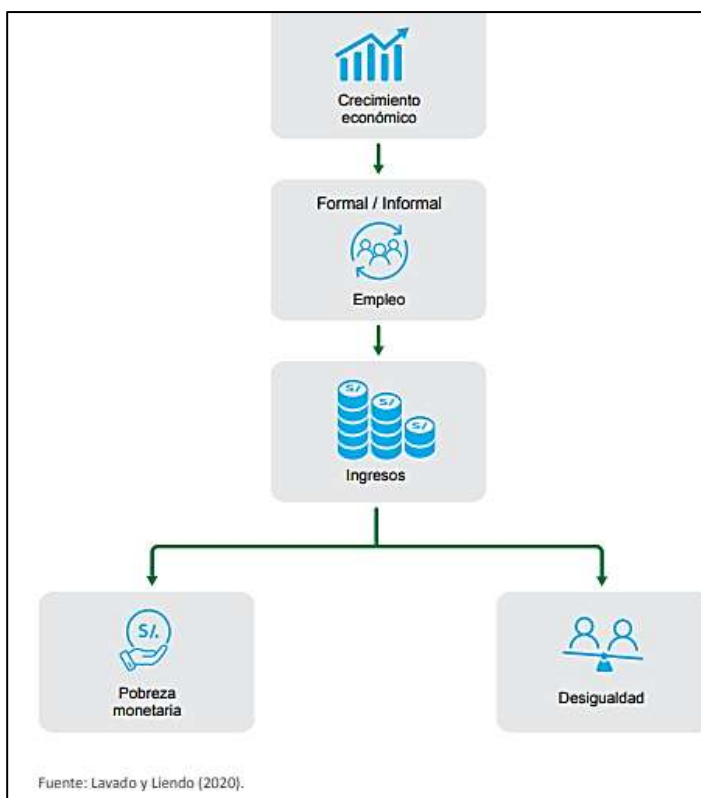 Crecimiento
económico
Formal / Informal
Empleo
S/
S/
S/
Ingresos
S/.
Pobreza
monetaria
Desigualdad
Fuente: Lavado y Liendo (2020).